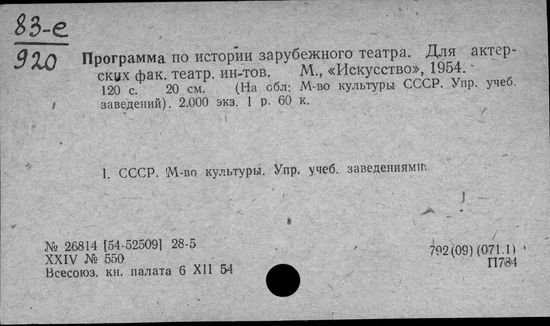 83-е
920
Программа по истории зарубежного театра. Для актер-
ских фак. театр. ин-тов. М., «Искусство», 1954.
120 с. 20 см. (На обл: М-во культуры СССР. Упр. учеб.
заведений). 2.000 экз. 1 р. 60 к.
I. СССР. М-во культуры. Упр. учеб. заведениями.
№ 26814 [54-52509] 28-5
XXIV № 550
Всесоюз. кн. палата 6 XII 54
792(09) (071.1)
П784